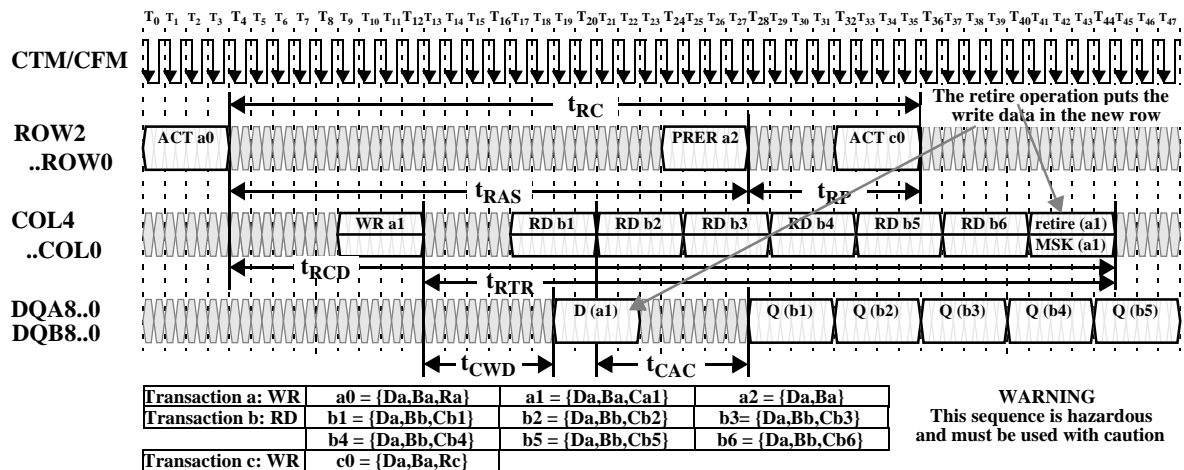 T0 T1 T2 T3 T4 T5 T6 T7 T8 T9 T10 T11 T12 T13 T14 T15 T16 T17 T18 T19 T20 T21 T22 T23 T24 T25 T26 T27 T28 T29 T30 T31 T32 T33 T34 T35 T36 T37 T38 T39 T40 T41 T42 T43 T44 T45 T46 T47
CTM/CFM
tRC
The retire operation puts the
write data in the new row
ROW2
..ROW0
ACT a0 PRER a2 ACT c0
tRAS tRP
COL4
..COL0
WR a1 RD b1 RD b2 RD b3 RD b4 RD b5 RD b6 retire (a1)
MSK (a1)
tRCD
tRTR
DQA8..0
DQB8..0
D (a1) Q (b1) Q (b2) Q (b3) Q (b4) Q (b5)
tCWD tCAC
Transaction a: WR a0 = {Da,Ba,Ra} a1 = {Da,Ba,Ca1} a2 = {Da,Ba}
Transaction b: RD b1 = {Da,Bb,Cb1} b2 = {Da,Bb,Cb2} b3= {Da,Bb,Cb3}
b4 = {Da,Bb,Cb4} b5 = {Da,Bb,Cb5} b6 = {Da,Bb,Cb6}
Transaction c: WR c0 = {Da,Ba,Rc}
WARNING
This sequence is hazardous
and must be used with caution